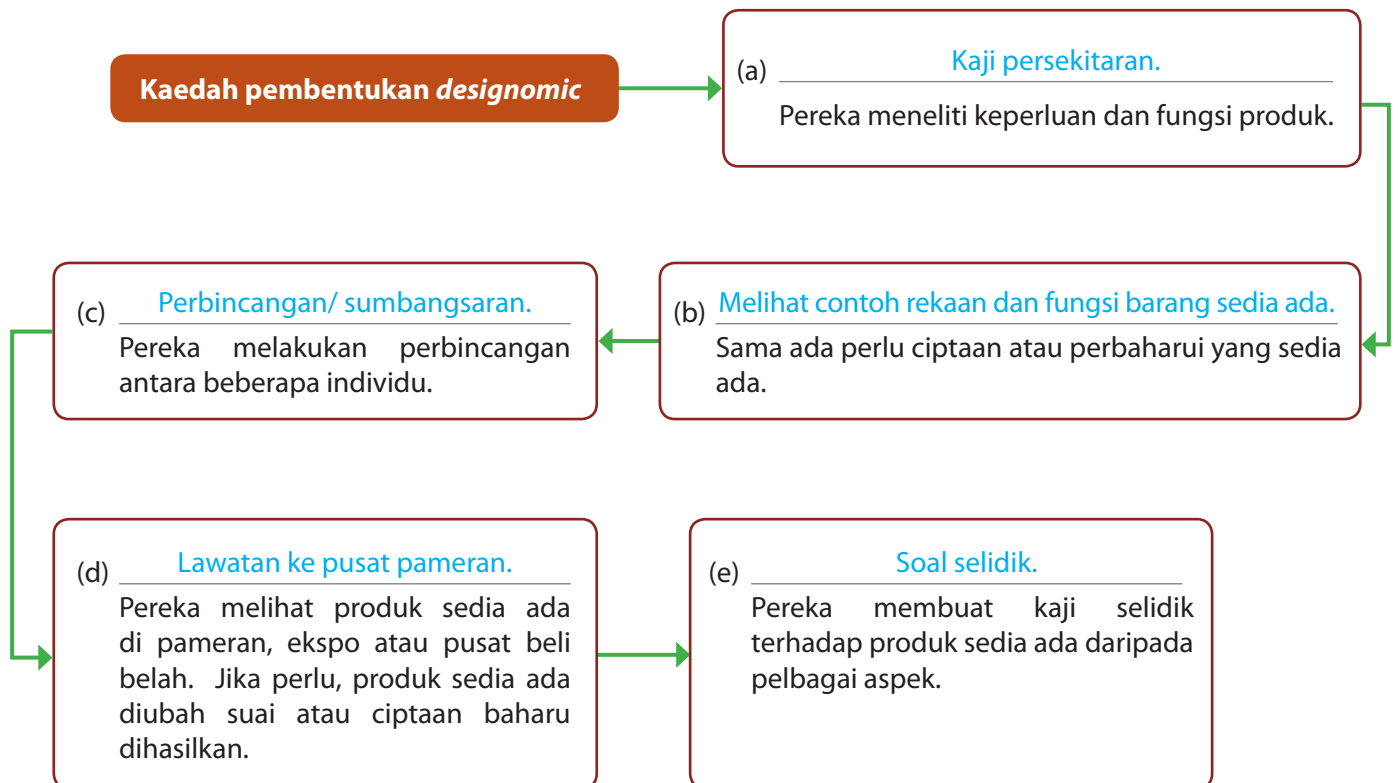 Kaedah pembentukan designomic
(a) Kaji persekitaran.
Pereka meneliti keperluan dan fungsi produk.
(b) Melihat contoh rekaan dan fungsi barang sedia ada.
Sama ada perlu ciptaan atau perbaharui yang sedia
ada.
(c) Perbincangan/ sumbangsaran.
Pereka melakukan perbincangan
antara beberapa individu.
(d) Lawatan ke pusat pameran.
Pereka melihat produk sedia ada
di pameran, ekspo atau pusat beli
belah. Jika perlu, produk sedia ada
diubah suai atau ciptaan baharu
dihasilkan.
(e) Soal selidik.
Pereka membuat kaji selidik
terhadap produk sedia ada daripada
pelbagai aspek.